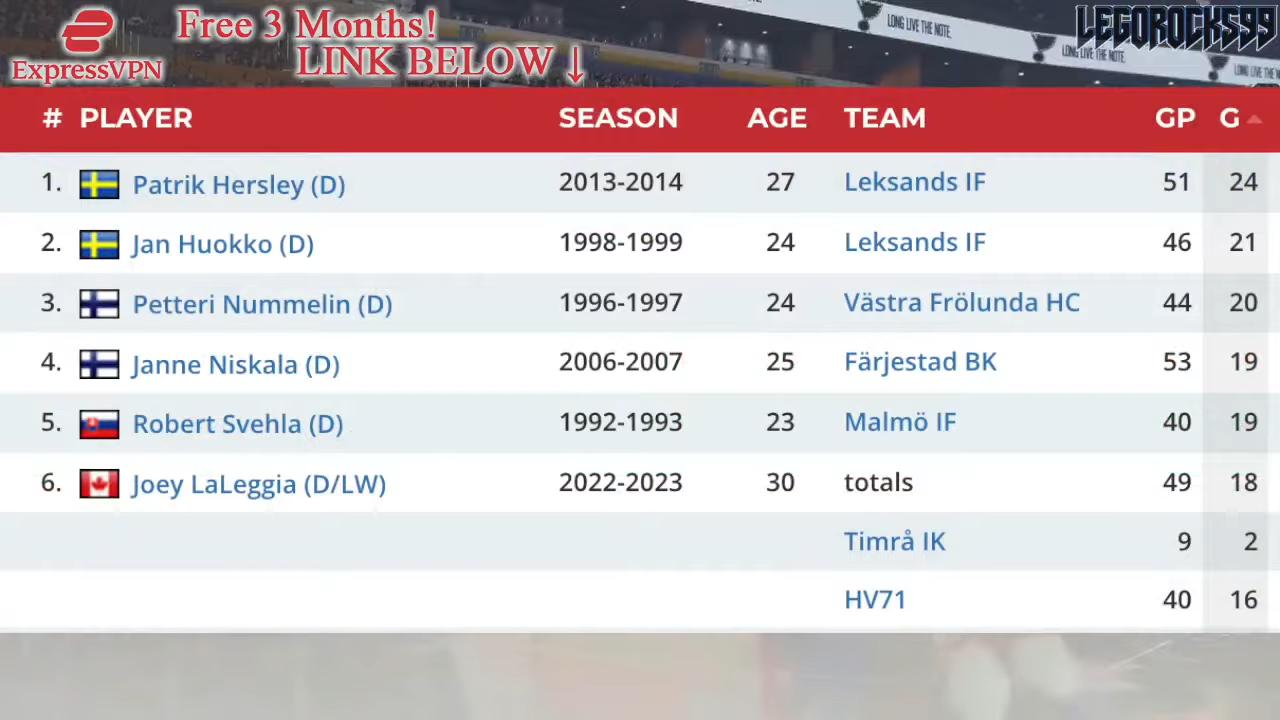 ExpressVPN
Free 3 Months!
LINK BELOW ↓
LONG LIVE THE NOTE.
LONG LIVE THE NOTE.
LEGOROCKS99
# PLAYER SEASON AGE TEAM GP G
1. Patrik Hersley (D) 2013-2014 27 Leksands IF 51 24
2. Jan Huokko (D) 1998-1999 24 Leksands IF 46 21
3. Petteri Nummelin (D) 1996-1997 24 Västra Frölunda HC 44 20
4. Janne Niskala (D) 2006-2007 25 Färjestad BK 53 19
5. Robert Svehla (D) 1992-1993 23 Malmö IF 40 19
6. Joey LaLeggia (D/LW) 2022-2023 30 totals 49 18
Timrå IK 9 2
HV71 40 16